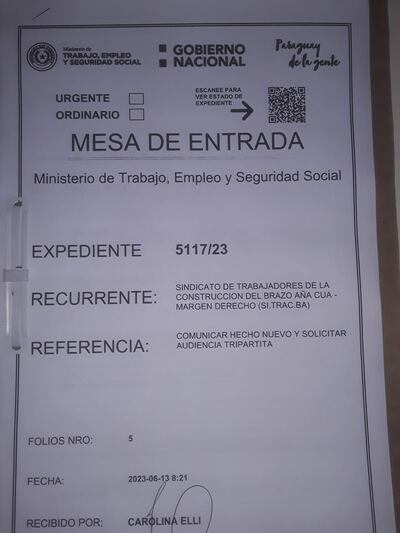 Ministerio de
TRABAJO, EMPLEO
Y SEGURIDAD SOCIAL
GOBIERNO
NACIONAL
Paraguay
de la gente
URGENTE
ORDINARIO
ESCANEE PARA
VER ESTADO DE
EXPEDIENTE
MESA DE ENTRADA
Ministerio de Trabajo, Empleo y Seguridad Social
EXPEDIENTE 5117/23
RECURRENTE: SINDICATO DE TRABAJADORES DE LA
CONSTRUCCION DEL BRAZO AÑA CUA -
MARGEN DERECHO (SI.TRAC.BA)
REFERENCIA: COMUNICAR HECHO NUEVO Y SOLICITAR
AUDIENCIA TRIPARTITA
FOLIOS NRO: 5
FECHA: 2023-06-13 8:21
RECIBIDO POR: CAROLINA ELLI